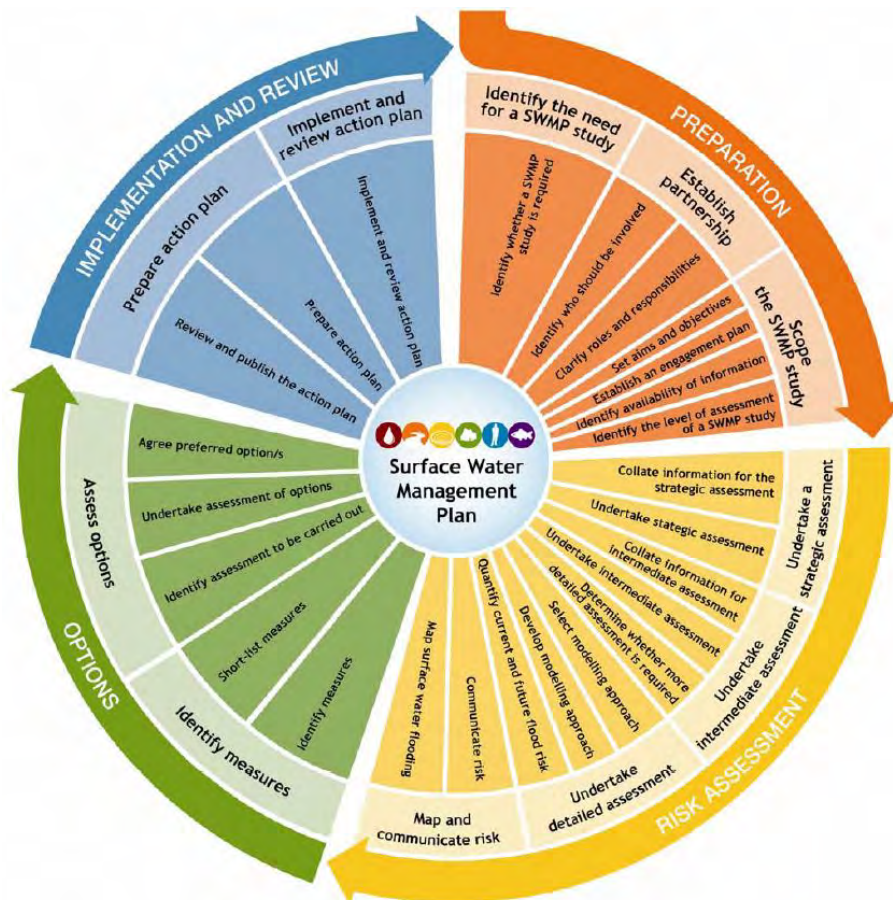 PREPARATION
Identify the need
for a SWMP study
Identify whether a SWMP
study is required
Establish
partnership
Identify who should be involved
Clarify roles and responsibilities
Scope
the SWMP study
Set aims and objectives
Establish an engagement plan
Identify availability of information
Identify the level of assessment
of a SWMP study
RISK ASSESSMENT
Undertake a
strategic assessment
Collate information for the
strategic assessment
Undertake stategic assessment
Undertake
intermediate assessment
Collate information for
intermediate assessment
Undertake intermediate assessment
Determine whether more
detailed assessment is required
Undertake
detailed assessment
Select modelling approach
Develop modelling approach
Quantify current and future flood risk
Map and
communicate risk
Communicate risk
Map surface water
flooding
OPTIONS
Identify measures
Identify measures
Short-list measures
Assess options
Identify assessment to be carried out
Undertake assessment of options
Agree preferred option/s
IMPLEMENTATION AND REVIEW
Prepare action plan
Review and publish the action plan
Prepare action plan
Implement and
review action plan
Implement and review action plan
Surface Water
Management
Plan